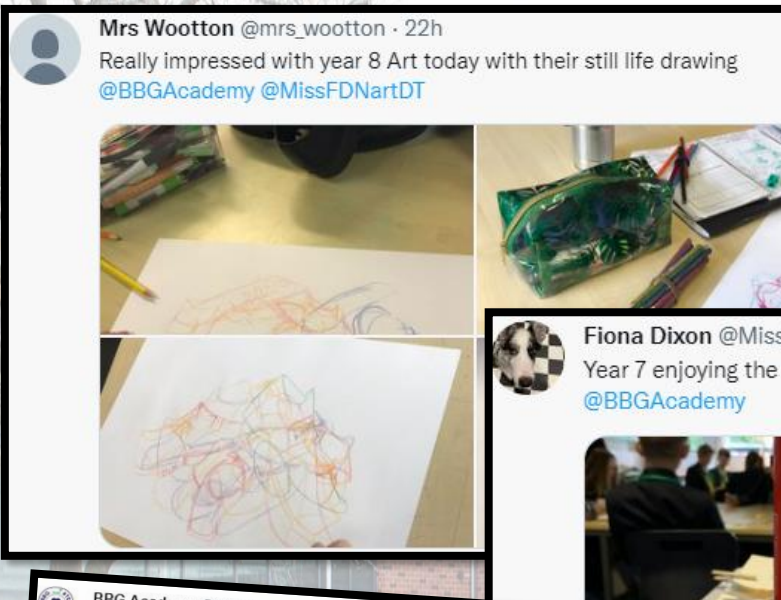 Mrs Wootton @mrs_wootton · 22h
Really impressed with year 8 Art today with their still life drawing
@BBGAcademy @MissFDNartDT
Fiona Dixon @Miss
Year 7 enjoying the
@BBGAcademy
BBG